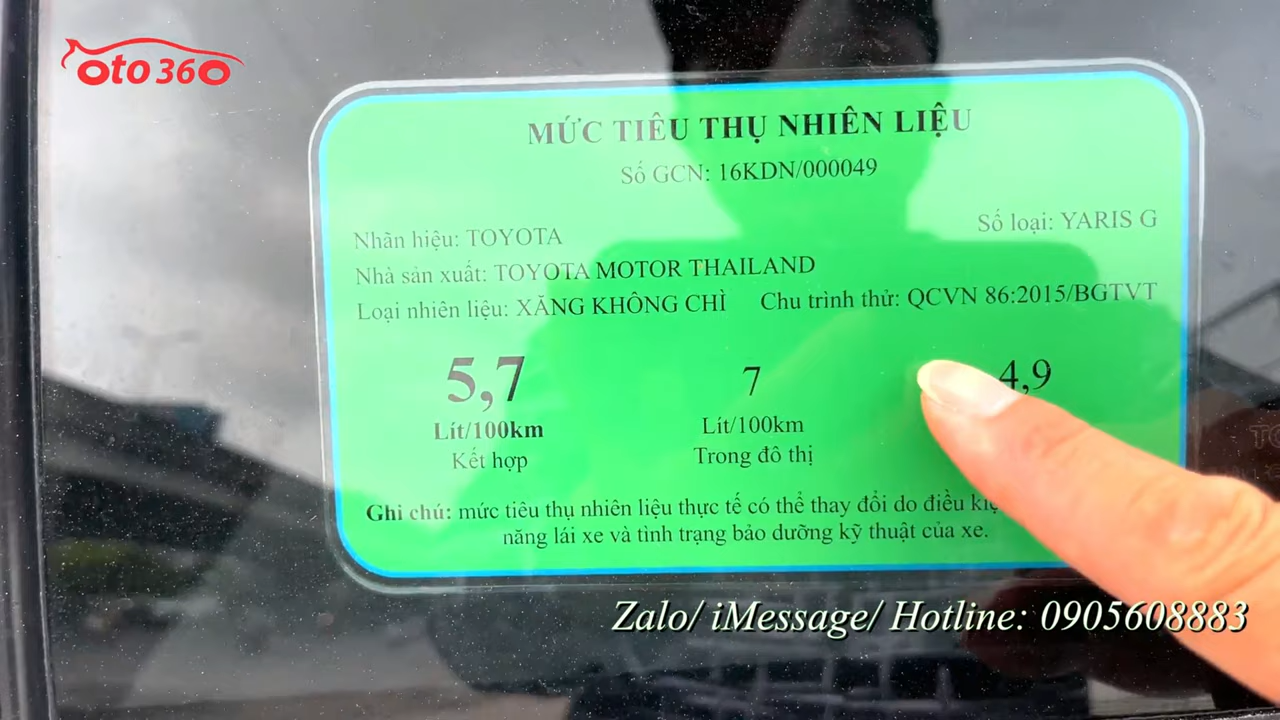 oto360
MỨC TIÊU THỤ NHIÊN LIỆU
Số GCN: 16KDN/000049
Nhãn hiệu: TOYOTA Số loại: YARIS G
Nhà sản xuất: TOYOTA MOTOR THAILAND
Loại nhiên liệu: XĂNG KHÔNG CHÌ Chu trình thử: QCVN 86:2015/BGTVT
5,7 7 4,9
Lít/100km Lít/100km
Kết hợp Trong đô thị
Ghi chú: mức tiêu thụ nhiên liệu thực tế có thể thay đổi do điều
năng lái xe và tình trạng bảo dưỡng kỹ thuật của xe.
Zalo/ iMessage/ Hotline: 0905608883